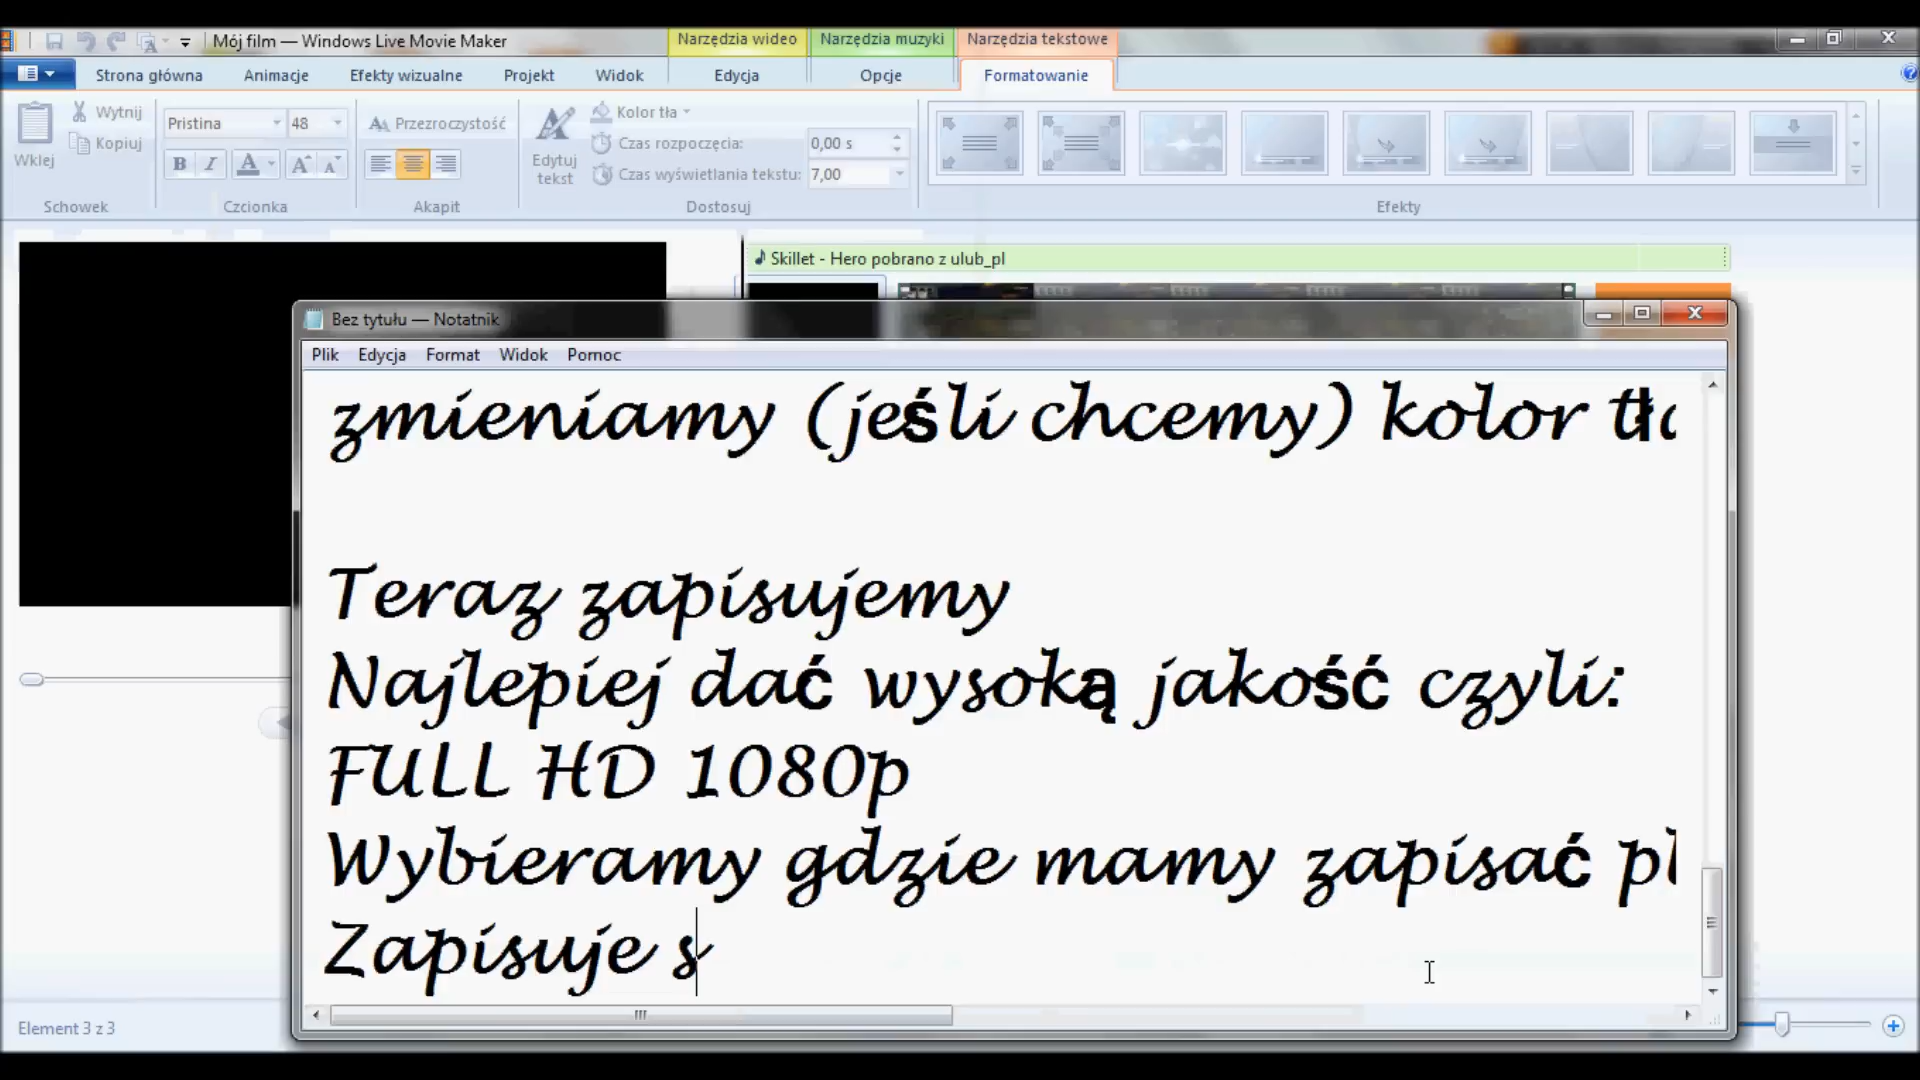 Mój film — Windows Live Movie Maker
Narzędzia wideo
Narzędzia muzyki
Narzędzia tekstowe
Strona główna
Animacje
Efekty wizualne
Projekt
Widok
Edycja
Opcje
Formatowanie
Wklej
Wytnij
Kopiuj
Schowek
Pristina
48
B I A A A
Czcionka
Przezroczystość
Akapit
Edytuj
tekst
Kolor tła
Czas rozpoczęcia: 0,00 s
Czas wyświetlania tekstu: 7,00
Dostosuj
Efekty
Skillet - Hero pobrano z ulub_pl
Bez tytułu — Notatnik
Plik Edycja Format Widok Pomoc
zmieniamy (jeśli chcemy) kolor tła
Teraz zapisujemy
Najlepiej dać wysoką jakość czyli:
FULL HD 1080p
Wybieramy gdzie mamy zapisać pl
Zapisuje s
Element 3 z 3